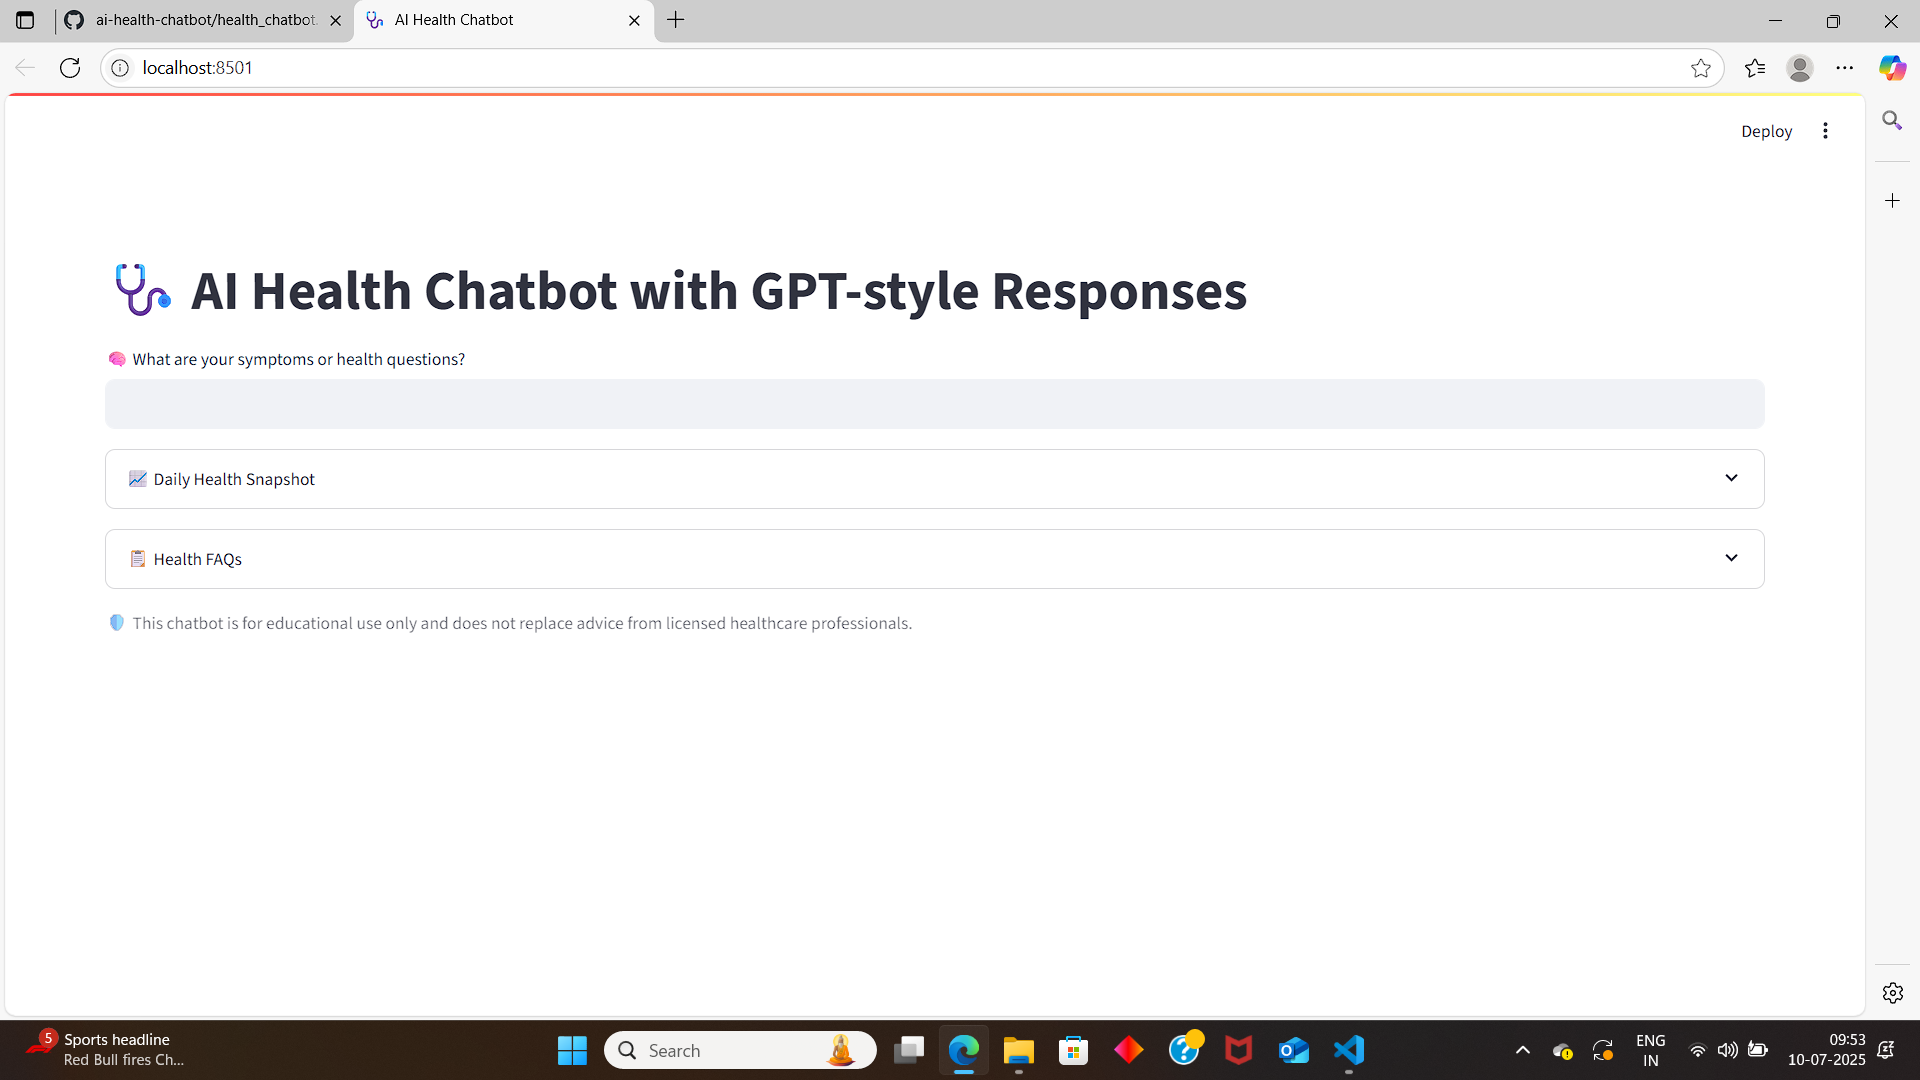 ai-health-chatbot/health_chatbot.
AI Health Chatbot
localhost:8501
Deploy
AI Health Chatbot with GPT-style Responses
What are your symptoms or health questions?
Daily Health Snapshot
Health FAQs
This chatbot is for educational use only and does not replace advice from licensed healthcare professionals.
5
Sports headline
Red Bull fires Ch...
Search
ENG
IN
09:53
10-07-2025